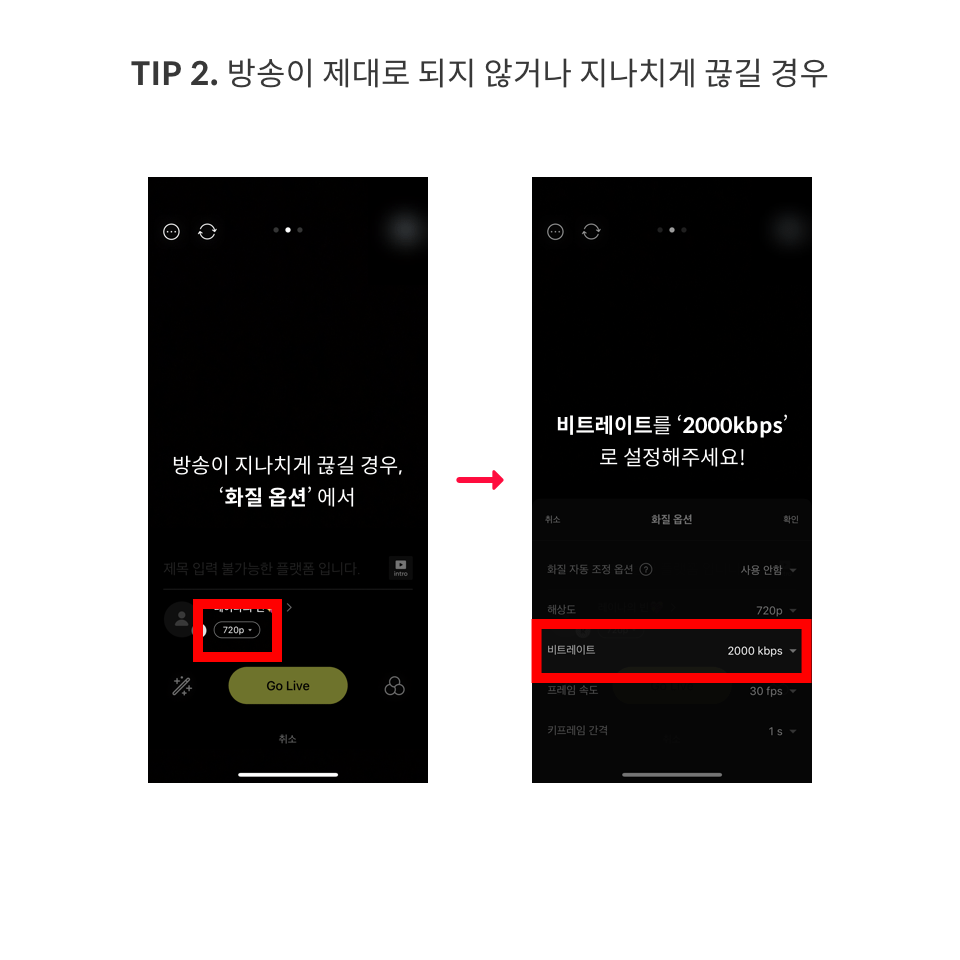 TIP 2. 방송이 제대로 되지 않거나 지나치게 끊길 경우
방송이 지나치게 끊길 경우,
‘화질 옵션’ 에서
제목 입력 불가능한 플랫폼 입니다.
intro
720p
Go Live
취소
비트레이트를 ‘2000kbps’
로 설정해주세요!
취소 화질 옵션 확인
화질 자동 조정 옵션 ? 사용 안함
해상도 720p
비트레이트 2000 kbps
프레임 속도 30 fps
키프레임 간격 1 s